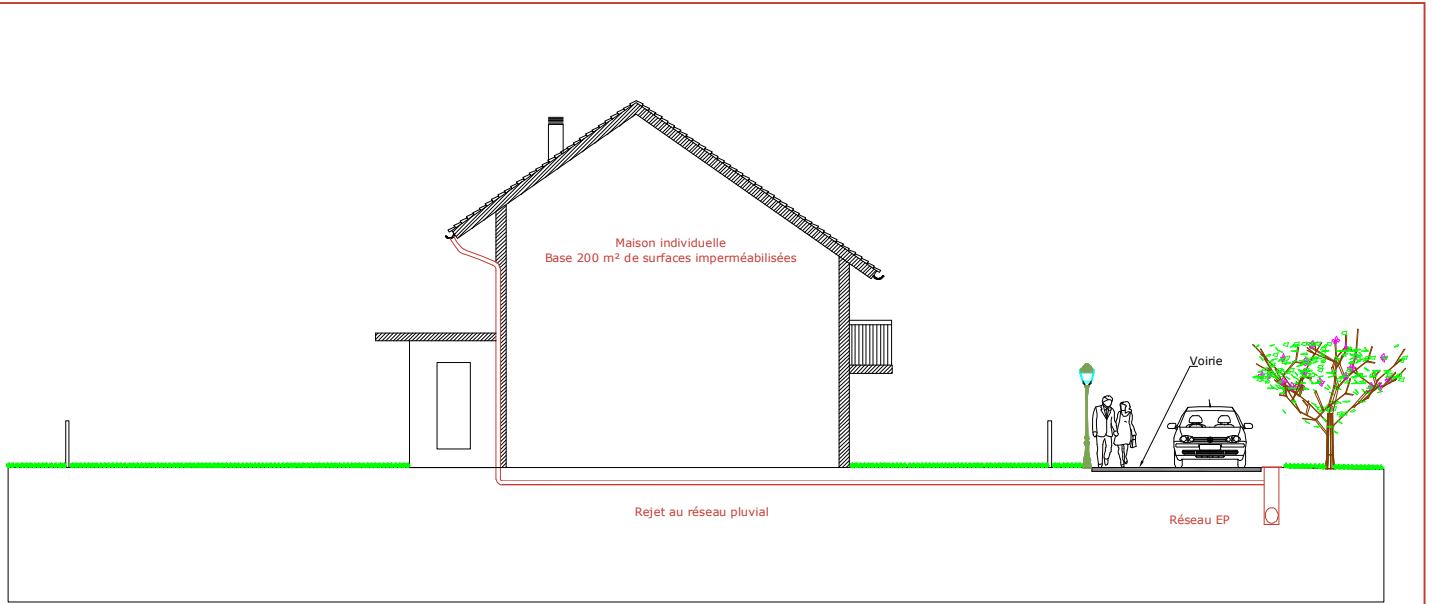 Maison individuelle
Base 200 m² de surfaces imperméabilisées
Voirie
Rejet au réseau pluvial
Réseau EP